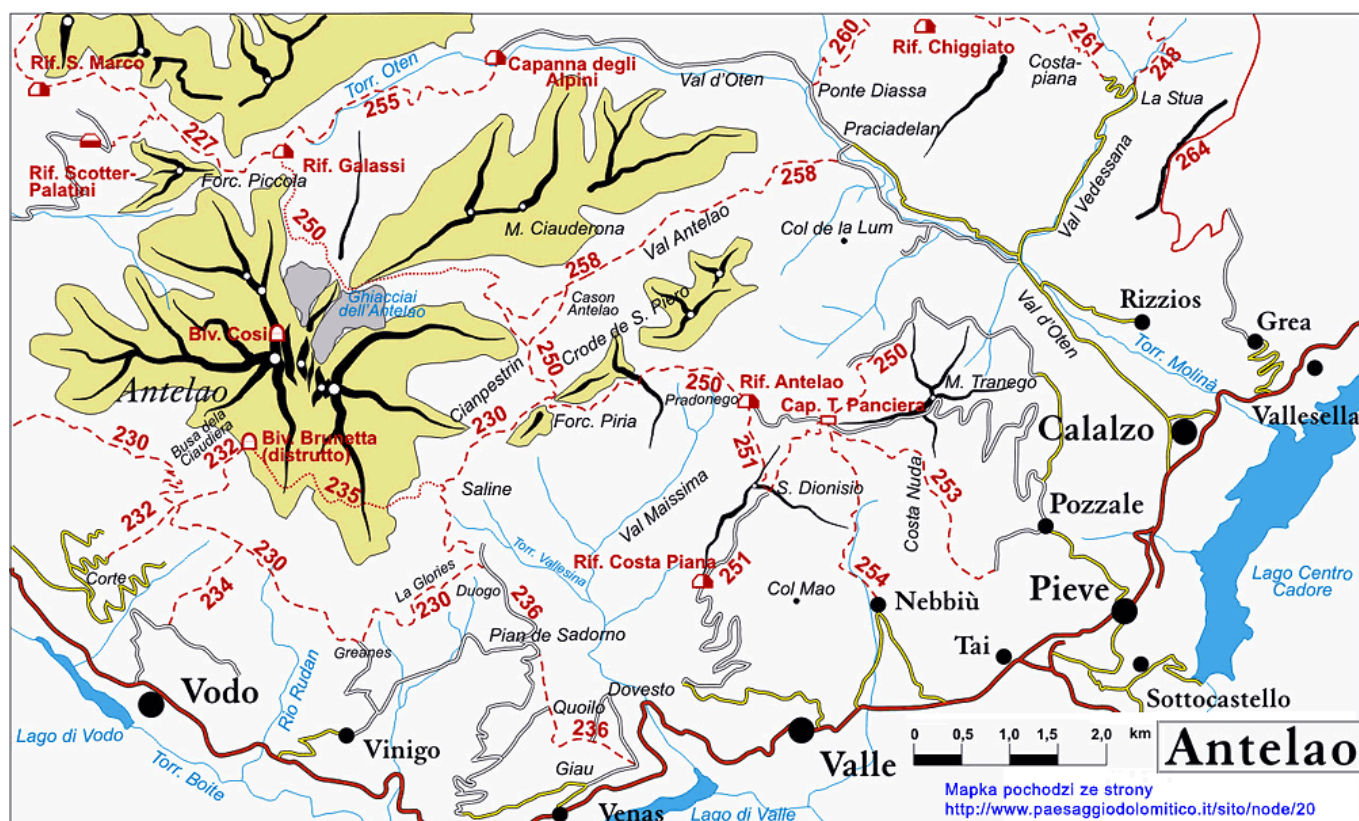 Rif. S. Marco
Torr. Oten
Capanna degli
Alpini
Val d'Oten
260
Rif. Chiggiato
261
Costa-
piana
248
Ponte Diassa
La Stua
255
Praciadelan
227
Rif. Scotter-
Palatini
Forc. Piccola
Rif. Galassi
258
264
Val Vedessana
250
M. Ciauderona
Val Antelao
Col de la Lum
258
Ghiacciai
dell'Antelao
Cason
Antelao
Crode de S. Piero
Val d'Oten
Rizzios
Grea
Torr. Molinà
Biv. Cosi
Antelao
Cianpestrin
250
250
250
Rif. Antelao
M. Tranego
Vallesella
Pradonego
Cap. T. Panciera
230
Busa dela
Ciaudiera
232
Biv. Brunetta
(distrutto)
230
Forc. Piria
Calalzo
251
235
Saline
S. Dionisio
Costa Nuda
253
232
Val Maissima
Pozzale
Torr. Vallesina
230
Rif. Costa Piana
251
Corte
234
La Glories
230
Duogo
236
254
Col Mao
Nebbiù
Pieve
Lago Centro
Cadore
Pian de Sadorno
Greanes
Tai
Rio Rudan
Vodo
Dovesto
Sottocastello
Quoilo
236
Lago di Vodo
Vinigo
Valle
0 0,5 1,0 1,5 2,0 km
Antelao
Giau
Torr. Boite
Venas
Lago di Valle
Mapka pochodzi ze strony
http://www.paesaggiodolomitico.it/sito/node/20